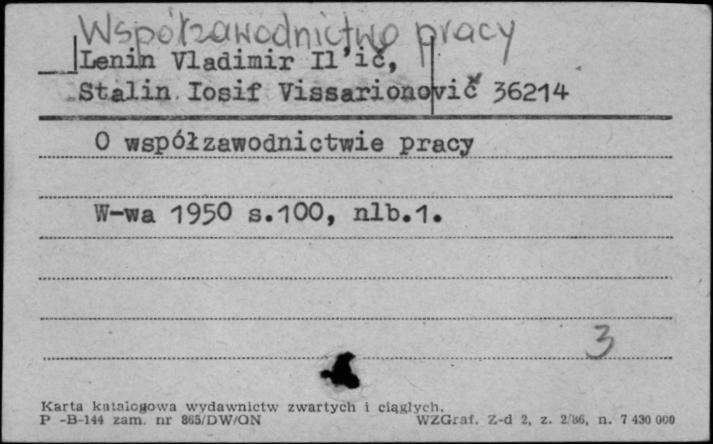 Współzawodnictwo pracy
Lenin Vladimir Il'ič,
Stalin Iosif Vissarionovič 36214
O współzawodnictwie pracy
W-wa 1950 s.100, nlb.1.
3
Karta katalogowa wydawnictw zwartych i ciągłych.
P -B-144 zam. nr 865/DW/ON WZGraf. Z-d 2, z. 2/86, n. 7 430 000